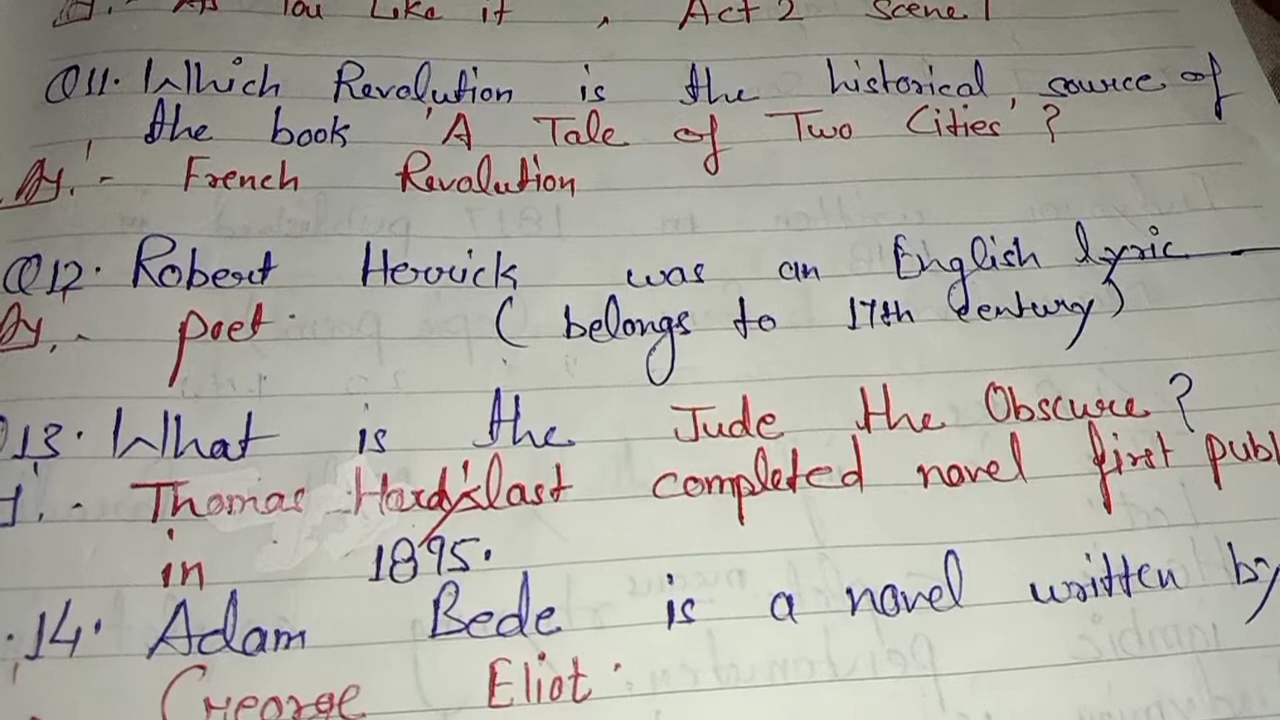 You Like it , Act 2 Scene 1
Q11. Which Revolution is the historical source of
the book 'A Tale of Two Cities' ?
Ay. :- French Revolution
Q12. Robert Herrick was an English lyric
Ay. :- poet. ( belongs to 17th Century)
13. What is the Jude the Obscure ?
:- Thomas Hardy's last completed novel first publ
in 1895.
.14. Adam Bede is a novel written by
George Eliot.